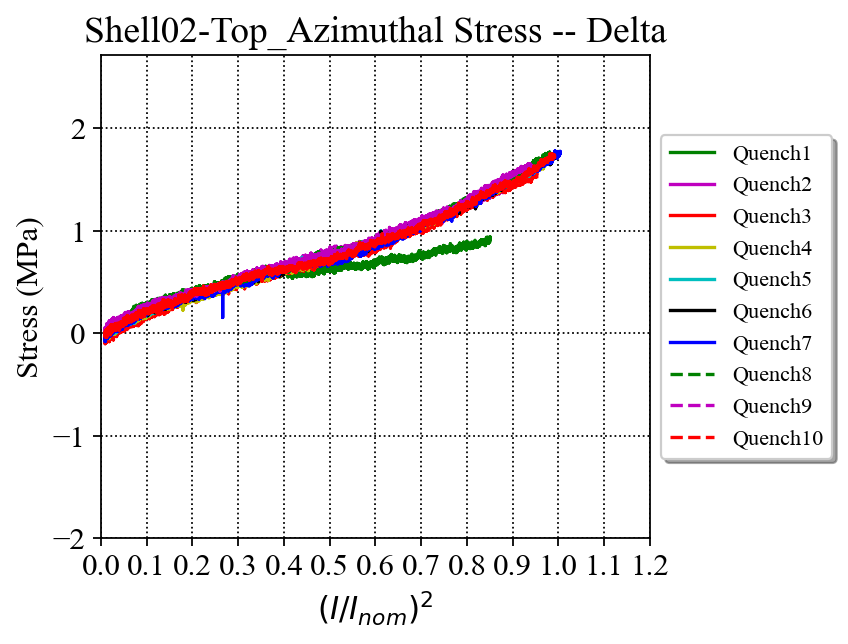 Shell02-Top_Azimuthal Stress -- Delta
Stress (MPa)
2
1
0
−1
−2
0.0 0.1 0.2 0.3 0.4 0.5 0.6 0.7 0.8 0.9 1.0 1.1 1.2
(I/I_{nom})^2
Quench1
Quench2
Quench3
Quench4
Quench5
Quench6
Quench7
Quench8
Quench9
Quench10